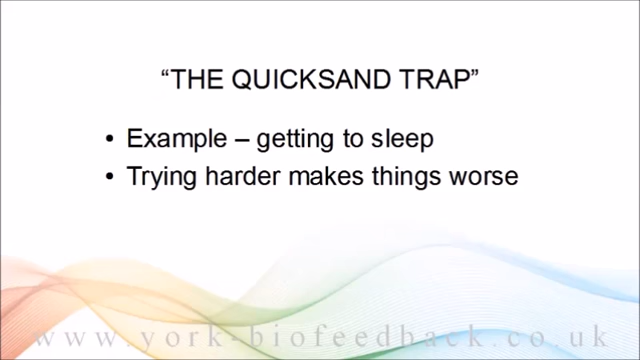 “THE QUICKSAND TRAP”
• Example – getting to sleep
• Trying harder makes things worse
www.york-biofeedback.co.uk